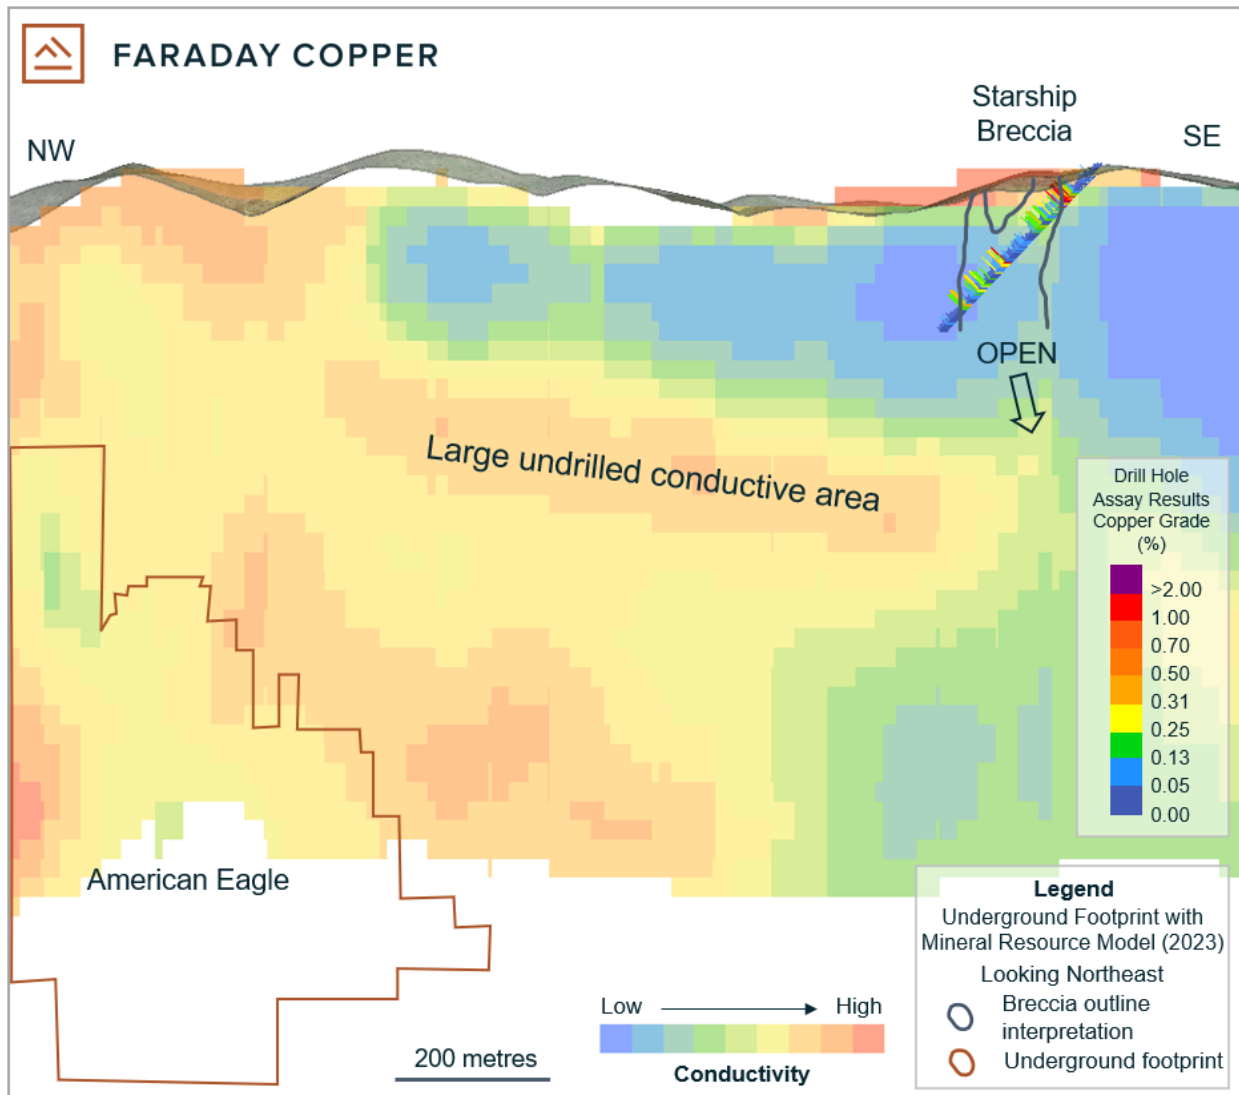 FARADAY COPPER
Starship
Breccia
NW
SE
OPEN
Large undrilled conductive area
Drill Hole
Assay Results
Copper Grade
(%)
>2.00
1.00
0.70
0.50
0.31
0.25
0.13
0.05
0.00
American Eagle
Legend
Underground Footprint with
Mineral Resource Model (2023)
Looking Northeast
Breccia outline
interpretation
Underground footprint
Low
High
Conductivity
200 metres